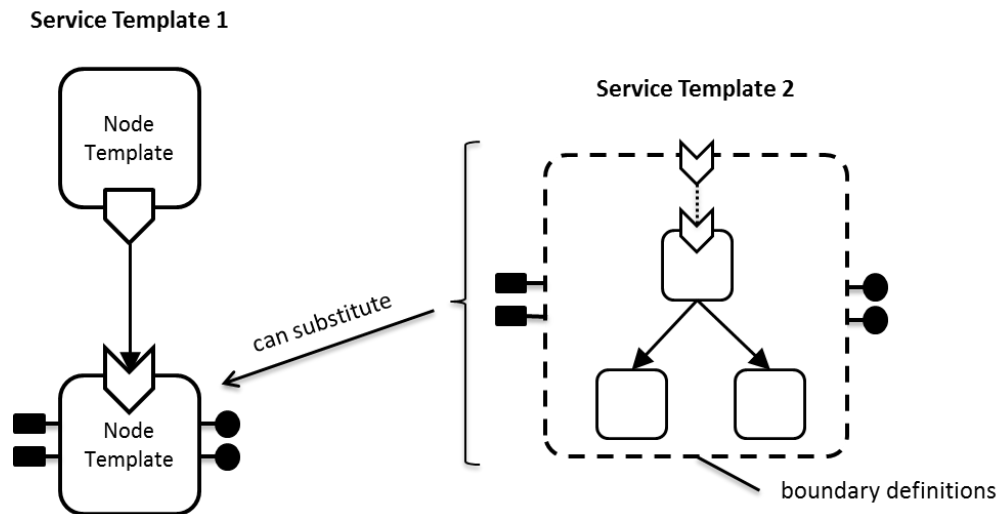 Service Template 1
Node
Template
Service Template 2
can substitute
Node
Template
boundary definitions